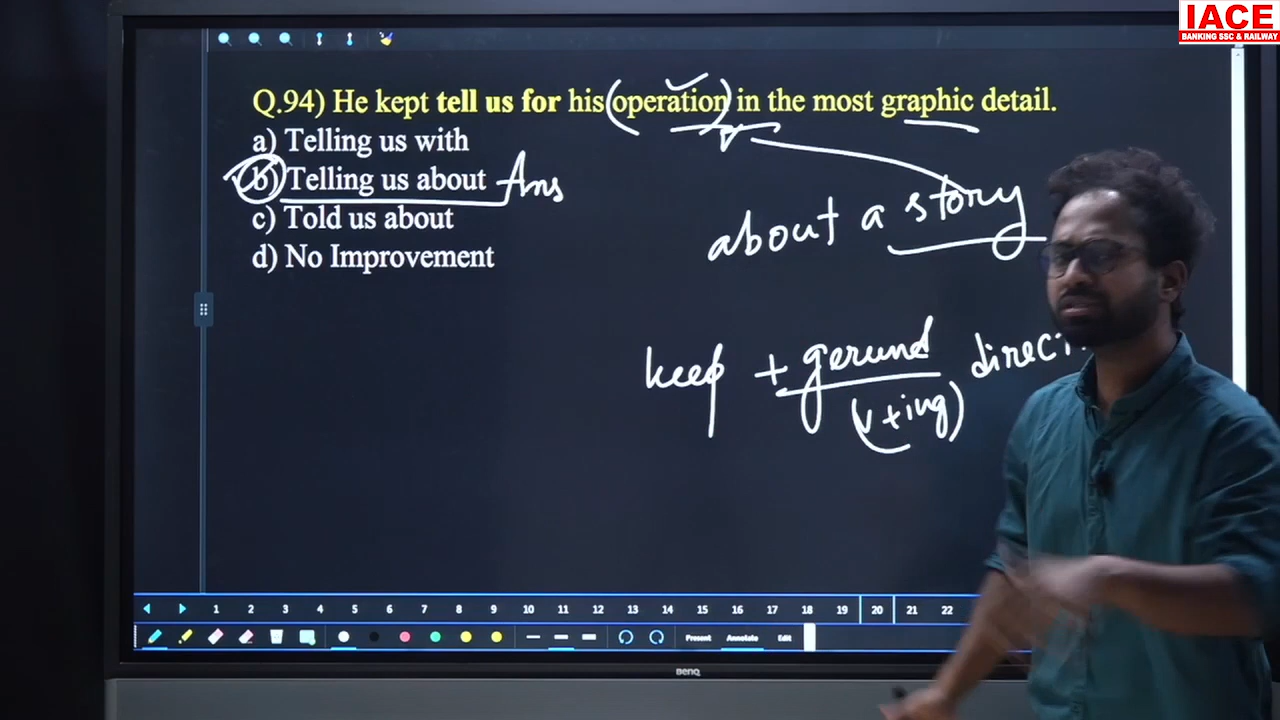 IACE
BANKING SSC & RAILWAY
Q.94) He kept tell us for his (operation) in the most graphic detail.
a) Telling us with
b) Telling us about Ans
c) Told us about
d) No Improvement
about a story
keep + gerund
(v+ing)
1 2 3 4 5 6 7 8 9 10 11 12 13 14 15 16 17 18 19 20 21 22
Present Annotate Edit
BenQ